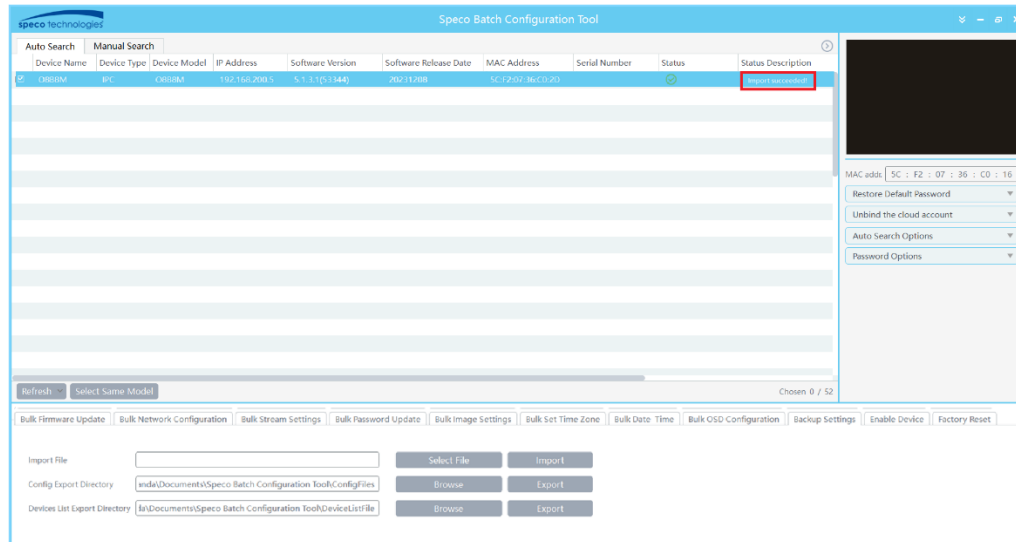 speco technologies
Speco Batch Configuration Tool
Auto Search Manual Search
Device Name Device Type Device Model IP Address Software Version Software Release Date MAC Address Serial Number Status Status Description
O8B8M IPC O8B8M 192.168.200.5 5.1.3.1(53344) 20231208 5C:F2:07:36:C0:2D Import succeeded!
MAC addr. 5C : F2 : 07 : 36 : C0 : 16
Restore Default Password
Unbind the cloud account
Auto Search Options
Password Options
Refresh Select Same Model Chosen 0 / 52
Bulk Firmware Update Bulk Network Configuration Bulk Stream Settings Bulk Password Update Bulk Image Settings Bulk Set Time Zone Bulk Date Time Bulk OSD Configuration Backup Settings Enable Device Factory Reset
Import File Select File Import
Config Export Directory anda\Documents\Speco Batch Configuration Tool\ConfigFiles Browse Export
Devices List Export Directory la\Documents\Speco Batch Configuration Tool\DeviceListFile Browse Export